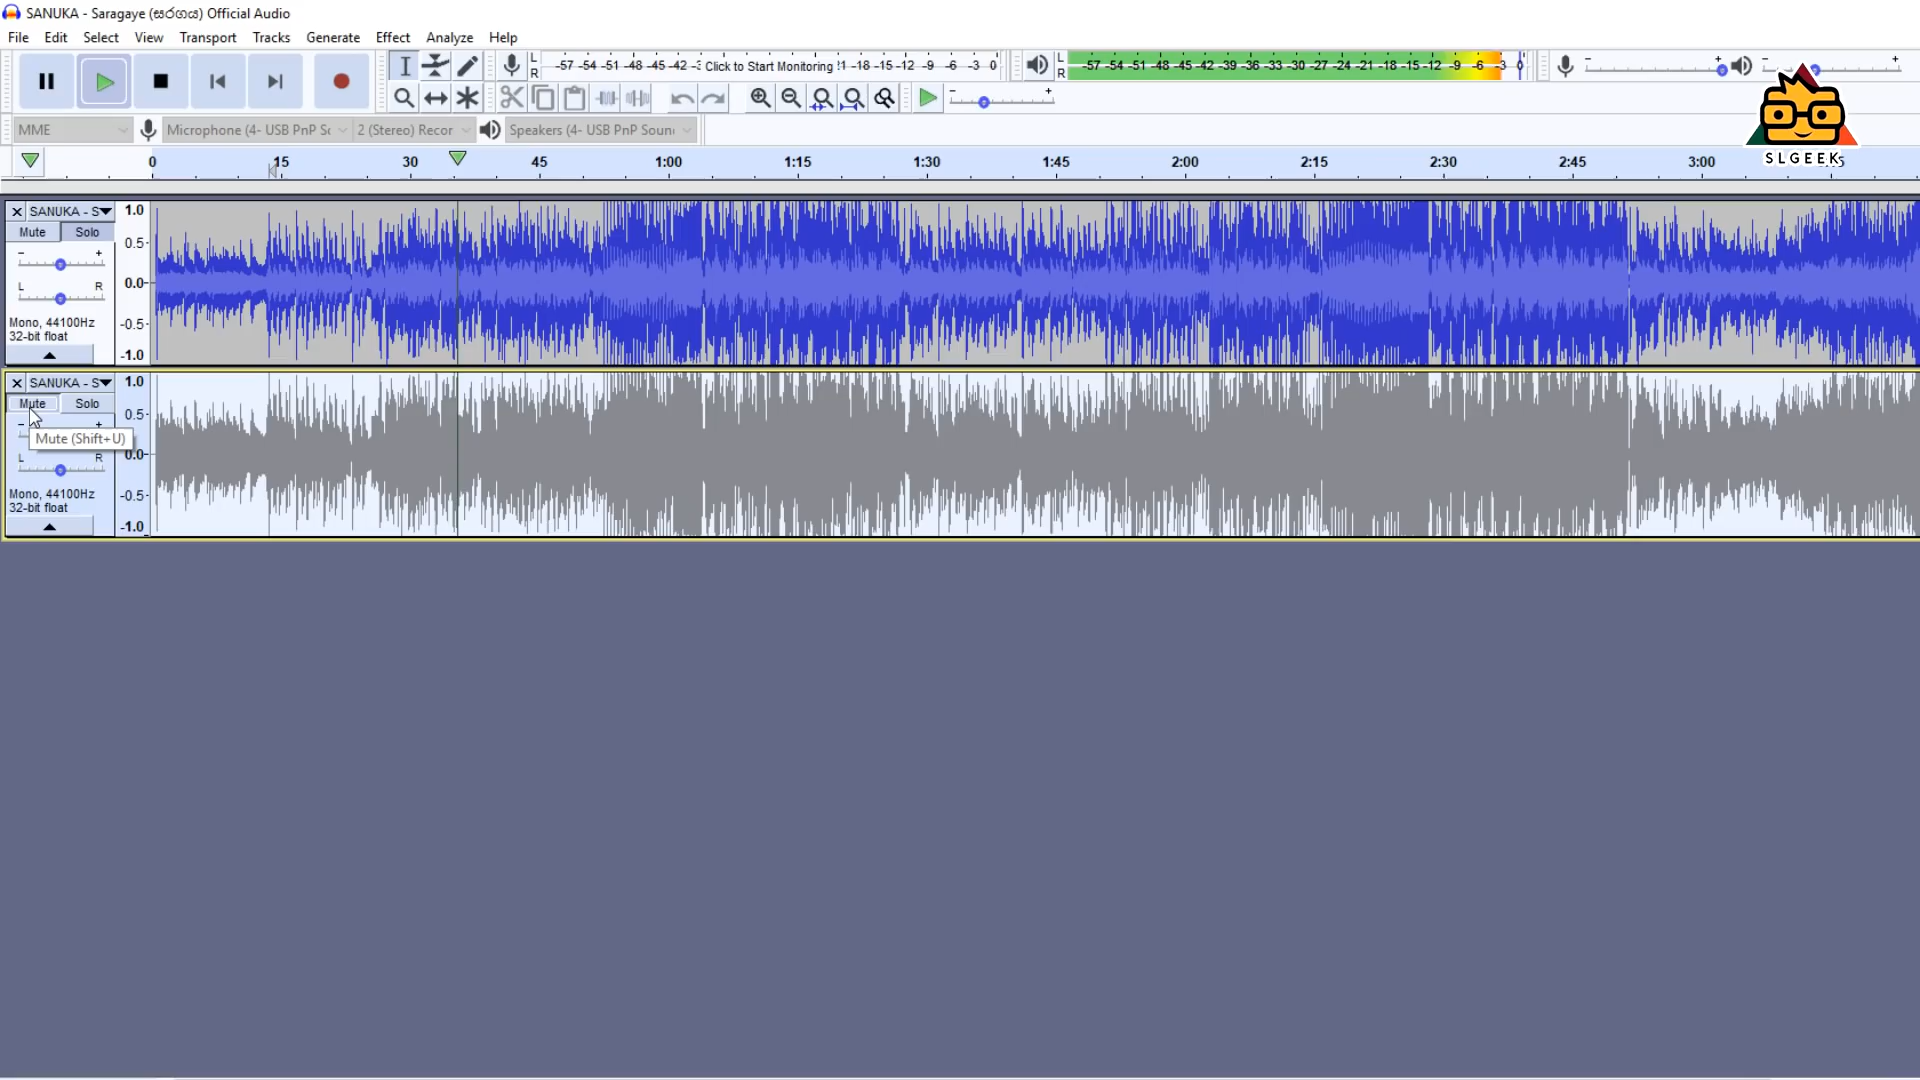 SANUKA - Saragaye (සරාගයේ) Official Audio
File Edit Select View Transport Tracks Generate Effect Analyze Help
L
R
-57 -54 -51 -48 -45 -42 Click to Start Monitoring -18 -15 -12 -9 -6 -3 0
L
R
-57 -54 -51 -48 -45 -42 -39 -36 -33 -30 -27 -24 -21 -18 -15 -12 -9 -6 -3 0
MME
Microphone (4- USB PnP Sc
2 (Stereo) Recor
Speakers (4- USB PnP Soun
SLGEEK
0 15 30 45 1:00 1:15 1:30 1:45 2:00 2:15 2:30 2:45 3:00
SANUKA - S
Mute Solo
- +
L R
Mono, 44100Hz
32-bit float
1.0
0.5
0.0
-0.5
-1.0
SANUKA - S
Mute Solo
- +
Mute (Shift+U)
L R
Mono, 44100Hz
32-bit float
1.0
0.5
0.0
-0.5
-1.0